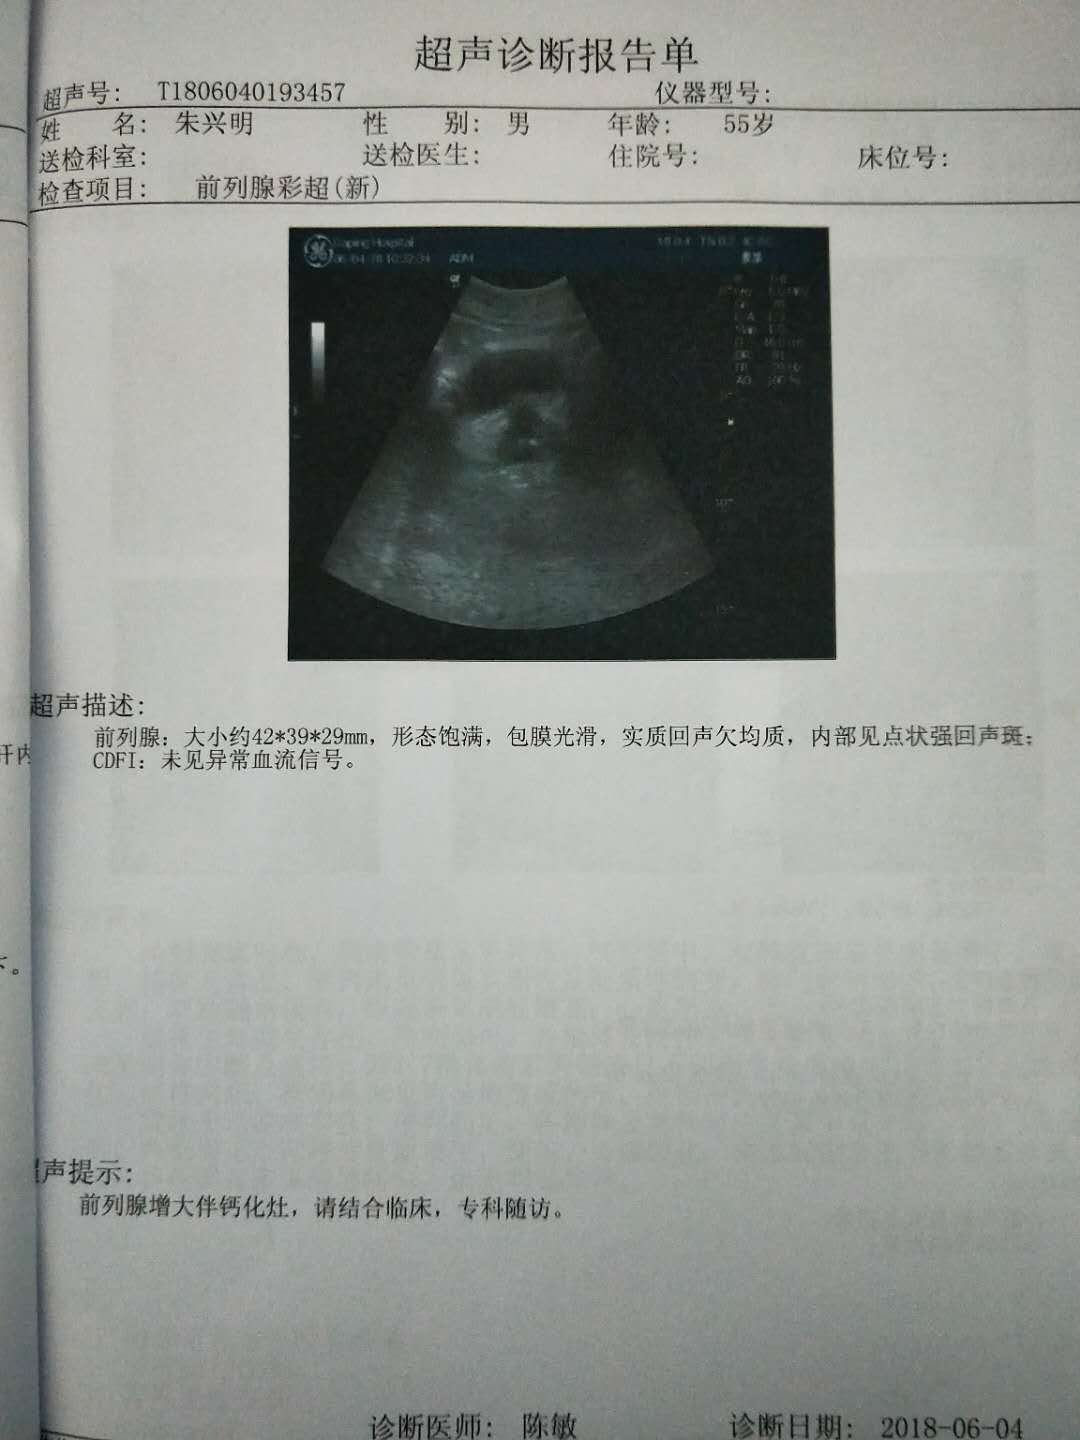 超声诊断报告单
超声号: T1806040193457 仪器型号:
姓 名: 朱兴明 性 别: 男 年龄: 55岁
送检科室: 送检医生: 住院号: 床位号:
检查项目: 前列腺彩超(新)
Hospital
ADM
超声描述:
前列腺: 大小约42*39*29mm, 形态饱满, 包膜光滑, 实质回声欠均质, 内部见点状强回声斑;
CDFI: 未见异常血流信号。
声提示:
前列腺增大伴钙化灶, 请结合临床, 专科随访。
诊断医师: 陈敏 诊断日期: 2018-06-04